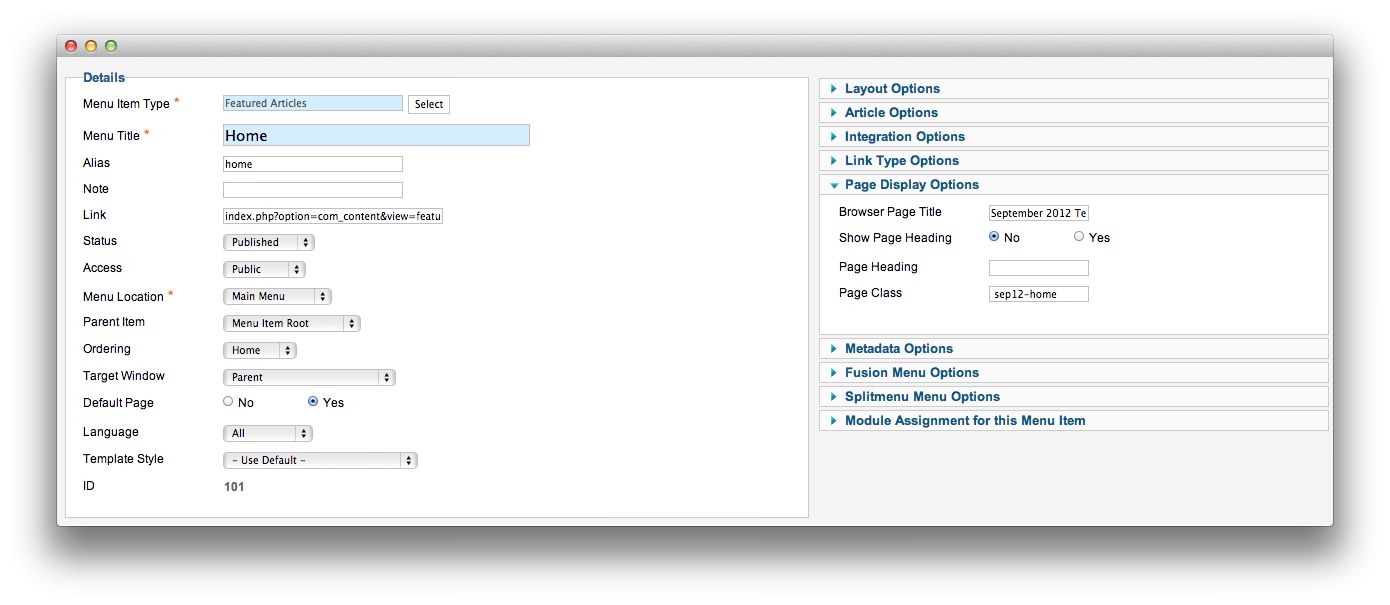 Details
Menu Item Type *
Featured Articles
Select
Menu Title *
Home
Alias
home
Note
Link
index.php?option=com_content&view=featu
Status
Published
Access
Public
Menu Location *
Main Menu
Parent Item
Menu Item Root
Ordering
Home
Target Window
Parent
Default Page
No
Yes
Language
All
Template Style
- Use Default -
ID
101
Layout Options
Article Options
Integration Options
Link Type Options
Page Display Options
Browser Page Title
September 2012 Te
Show Page Heading
No
Yes
Page Heading
Page Class
sep12-home
Metadata Options
Fusion Menu Options
Splitmenu Menu Options
Module Assignment for this Menu Item